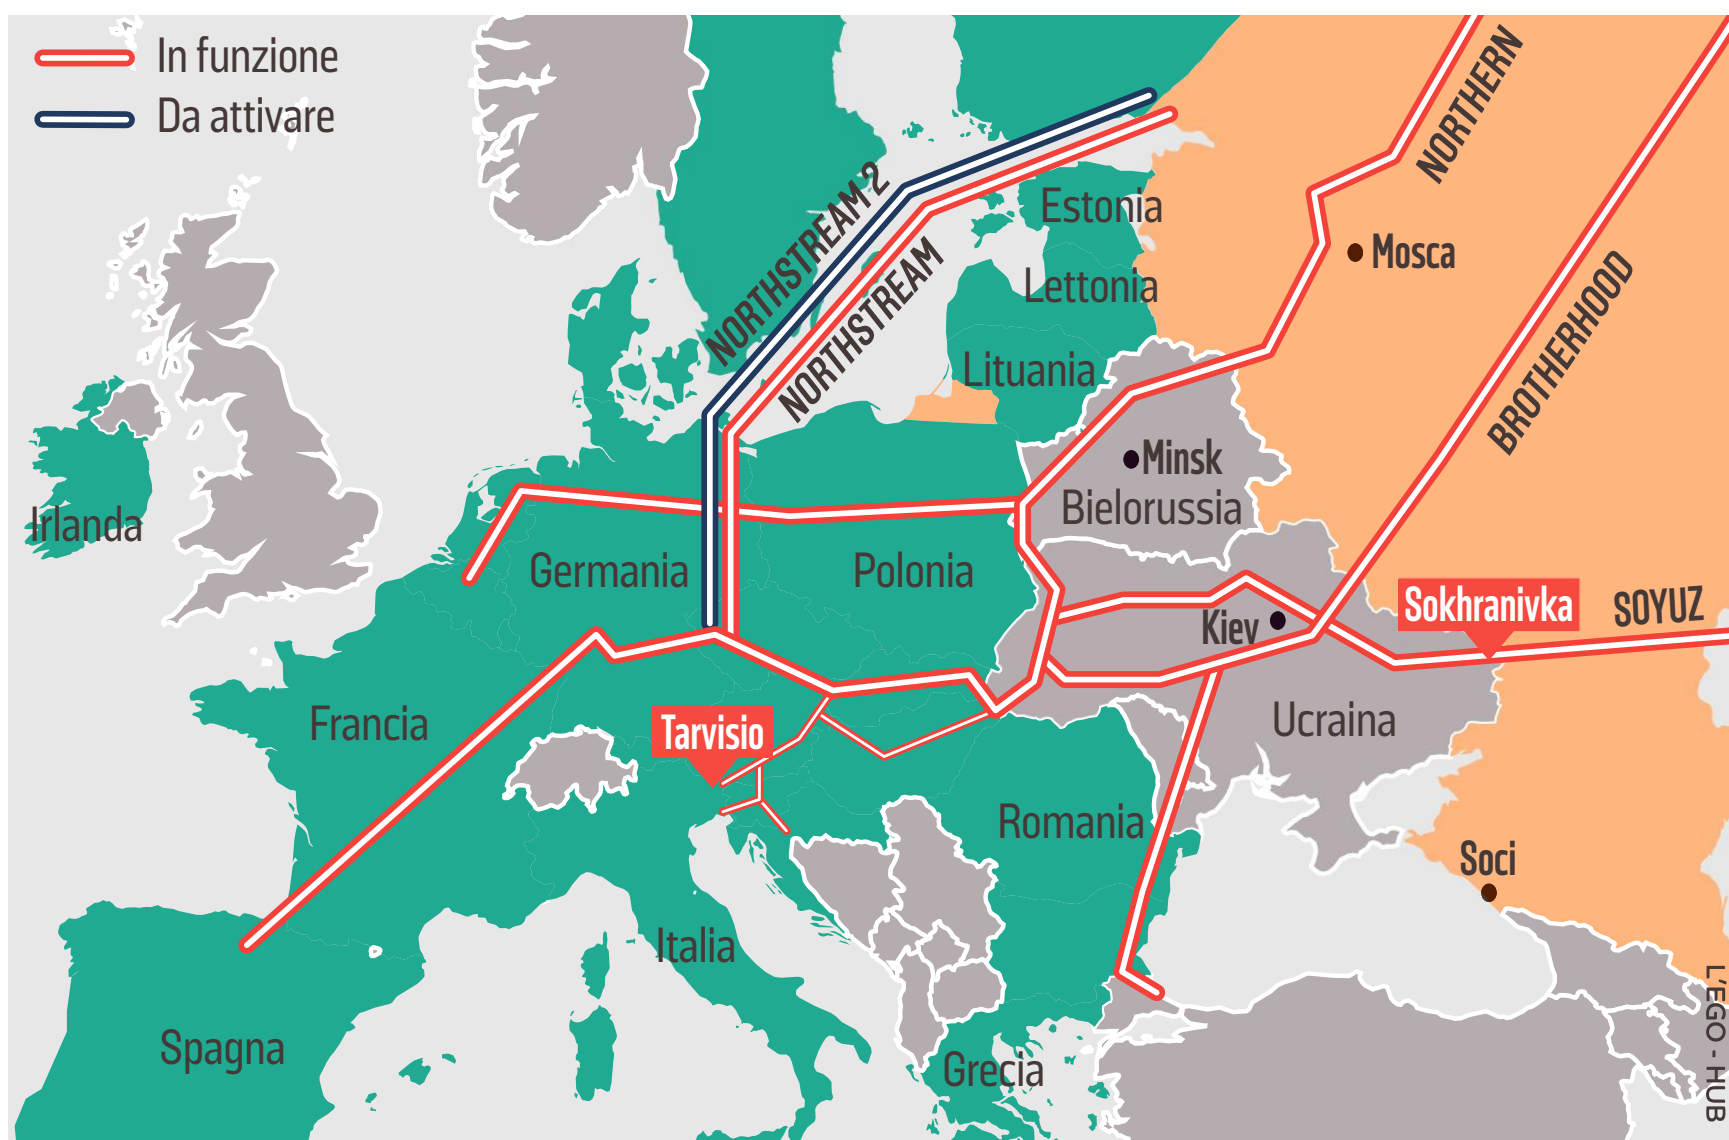 In funzione
Da attivare
NORTHERN
NORTHSTREAM 2
NORTHSTREAM
Estonia
Mosca
Lettonia
BROTHERHOOD
Lituania
Minsk
Bielorussia
Irlanda
Germania
Polonia
Sokhranivka
SOYUZ
Kiev
Francia
Tarvisio
Ucraina
Romania
Soci
Italia
Spagna
Grecia
L'EGO - HUB